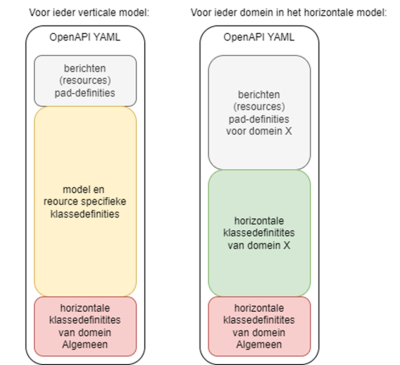 Voor ieder verticale model:
OpenAPI YAML
berichten
(resources)
pad-definities
model en
reource specifieke
klassedefinities
horizontale
klassedefinitites
van domein
Algemeen
Voor ieder domein in het horizontale model:
OpenAPI YAML
berichten
(resources)
pad-definities
voor domein X
horizontale
klassedefinitites
van domein X
horizontale
klassedefinitites
van domein
Algemeen